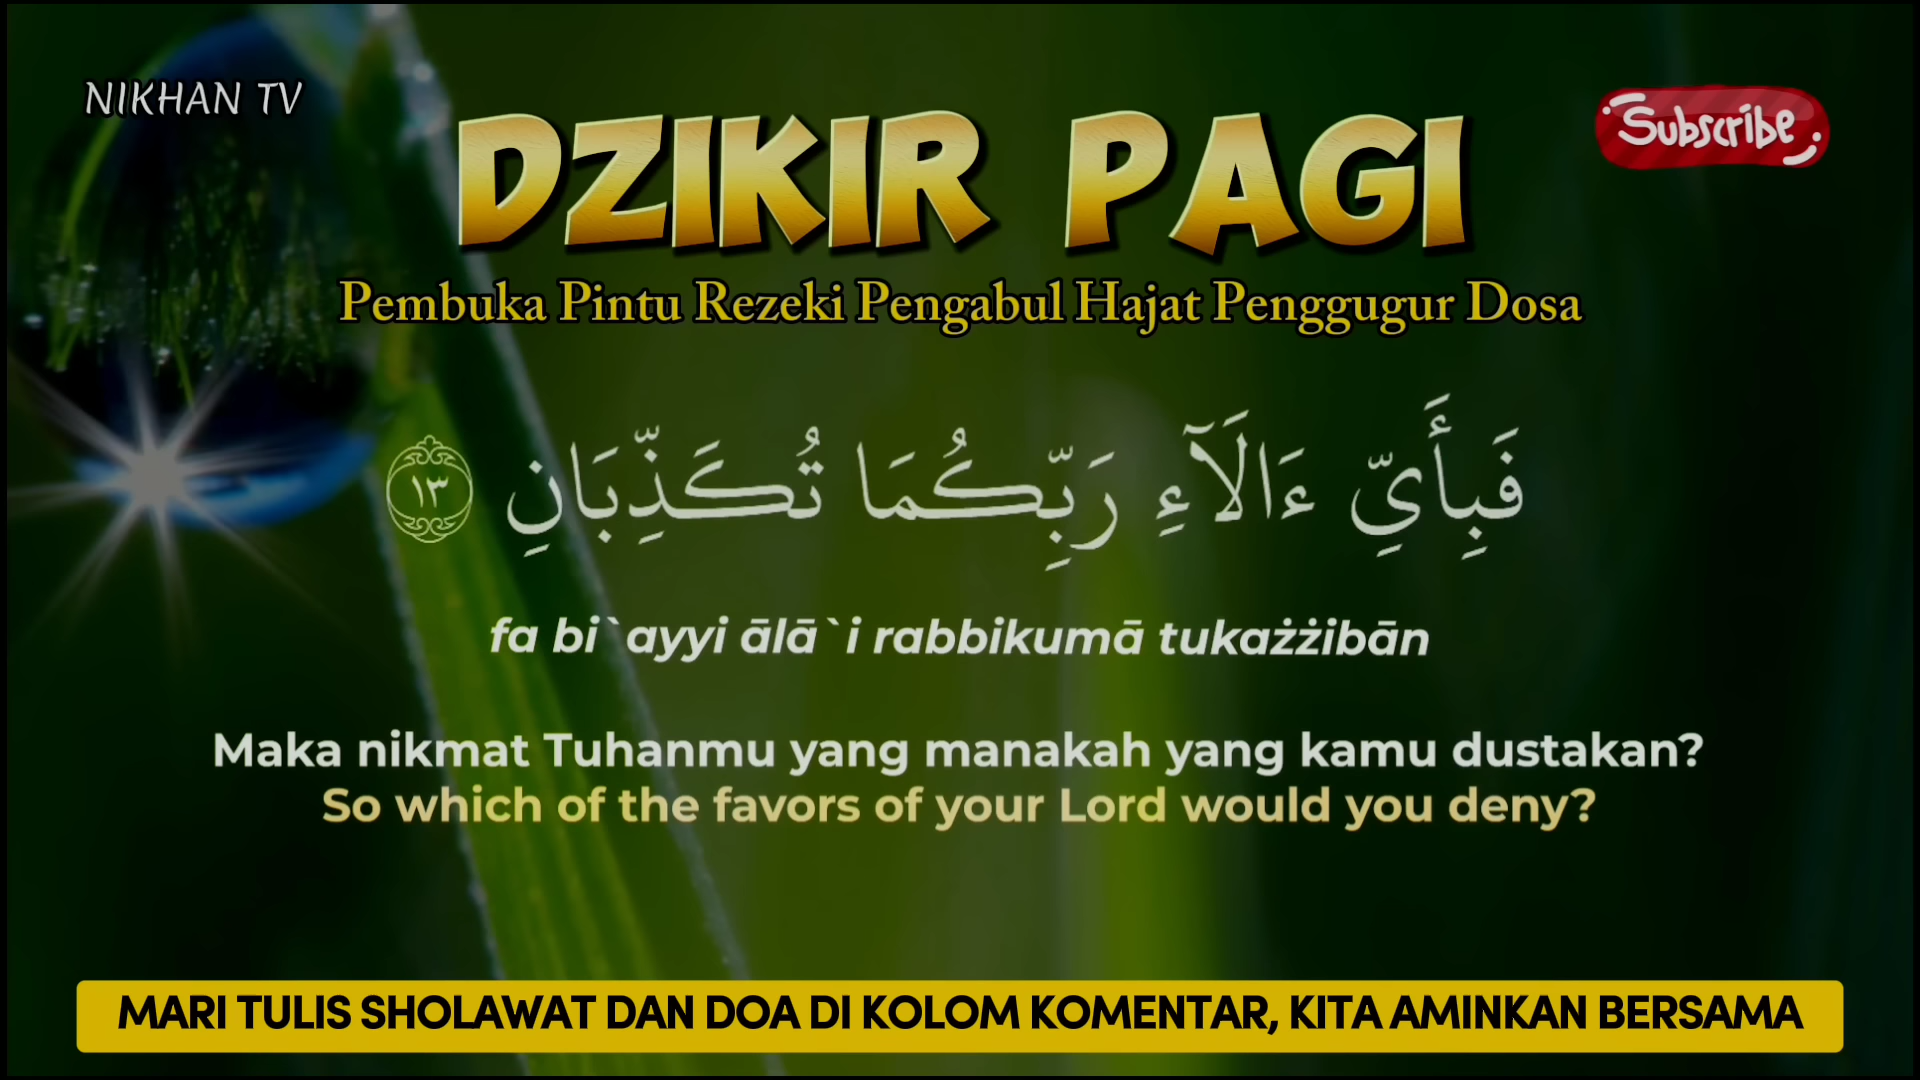 NIKHAN TV
Subscribe
DZIKIR PAGI
Pembuka Pintu Rezeki Pengabul Hajat Penggugur Dosa
فَبِأَيِّ ءَالَآءِ رَبِّكُمَا تُكَذِّبَانِ ١٣
fa bi`ayyi ālā`i rabbikumā tukażżibān
Maka nikmat Tuhanmu yang manakah yang kamu dustakan?
So which of the favors of your Lord would you deny?
MARI TULIS SHOLAWAT DAN DOA DI KOLOM KOMENTAR, KITA AMINKAN BERSAMA